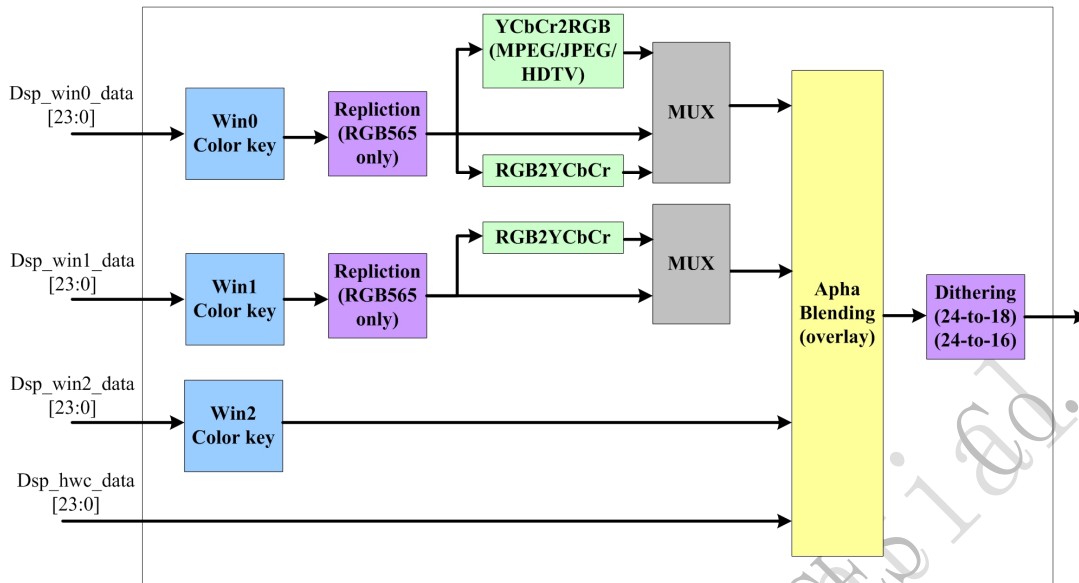 Dsp_win0_data
[23:0]
Win0
Color key
Repliction
(RGB565
only)
YCbCr2RGB
(MPEG/JPEG/
HDTV)
RGB2YCbCr
MUX
Dsp_win1_data
[23:0]
Win1
Color key
Repliction
(RGB565
only)
RGB2YCbCr
MUX
Apha
Blending
(overlay)
Dithering
(24-to-18)
(24-to-16)
Dsp_win2_data
[23:0]
Win2
Color key
Dsp_hwc_data
[23:0]
Co.